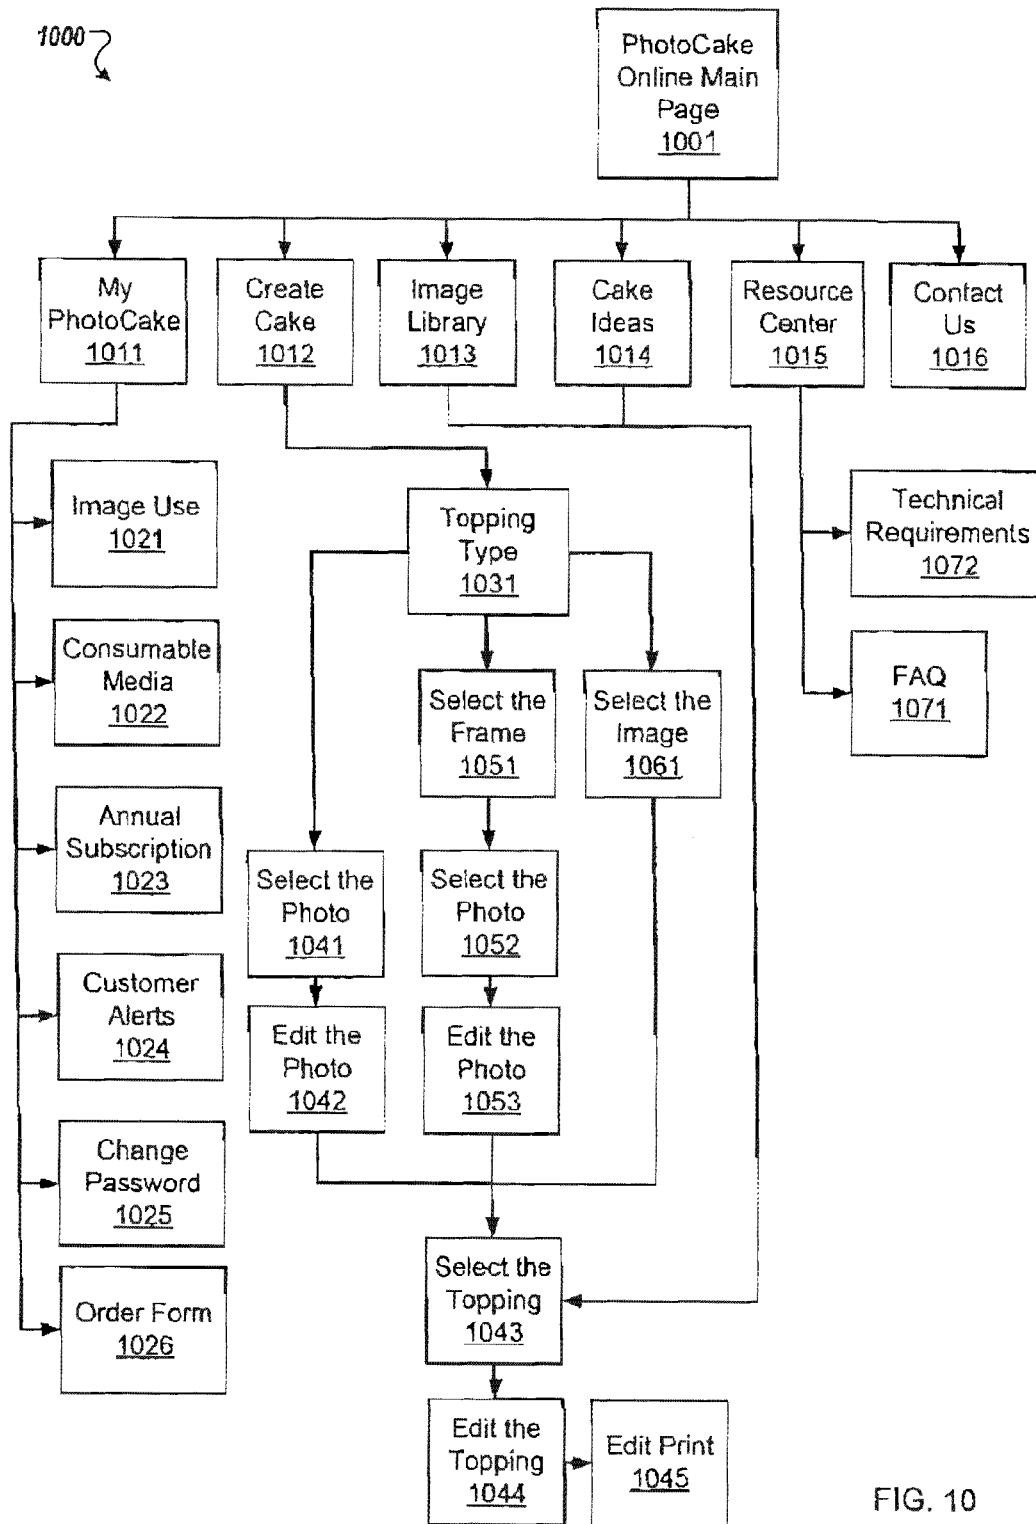 1000
PhotoCake
Online Main
Page
1001
My
PhotoCake
1011
Create
Cake
1012
Image
Library
1013
Cake
Ideas
1014
Resource
Center
1015
Contact
Us
1016
Image Use
1021
Topping
Type
1031
Technical
Requirements
1072
Consumable
Media
1022
Select the
Frame
1051
Select the
Image
1061
FAQ
1071
Annual
Subscription
1023
Select the
Photo
1041
Select the
Photo
1052
Customer
Alerts
1024
Edit the
Photo
1042
Edit the
Photo
1053
Change
Password
1025
Select the
Topping
1043
Order Form
1026
Edit the
Topping
1044
Edit Print
1045
FIG. 10